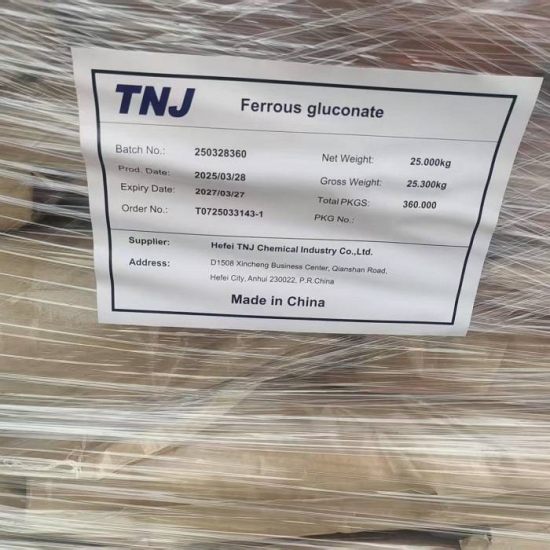 TNJ Ferrous gluconate
Batch No.: 250328360 Net Weight: 25.000kg
Prod. Date: 2025/03/28 Gross Weight: 25.300kg
Expiry Date: 2027/03/27 Total PKGS: 360.000
Order No.: T0725033143-1 PKG No.:
Supplier: Hefei TNJ Chemical Industry Co.,Ltd.
Address: D1508 Xincheng Business Center, Qianshan Road,
Hefei City, Anhui 230022, P.R.China
Made in China